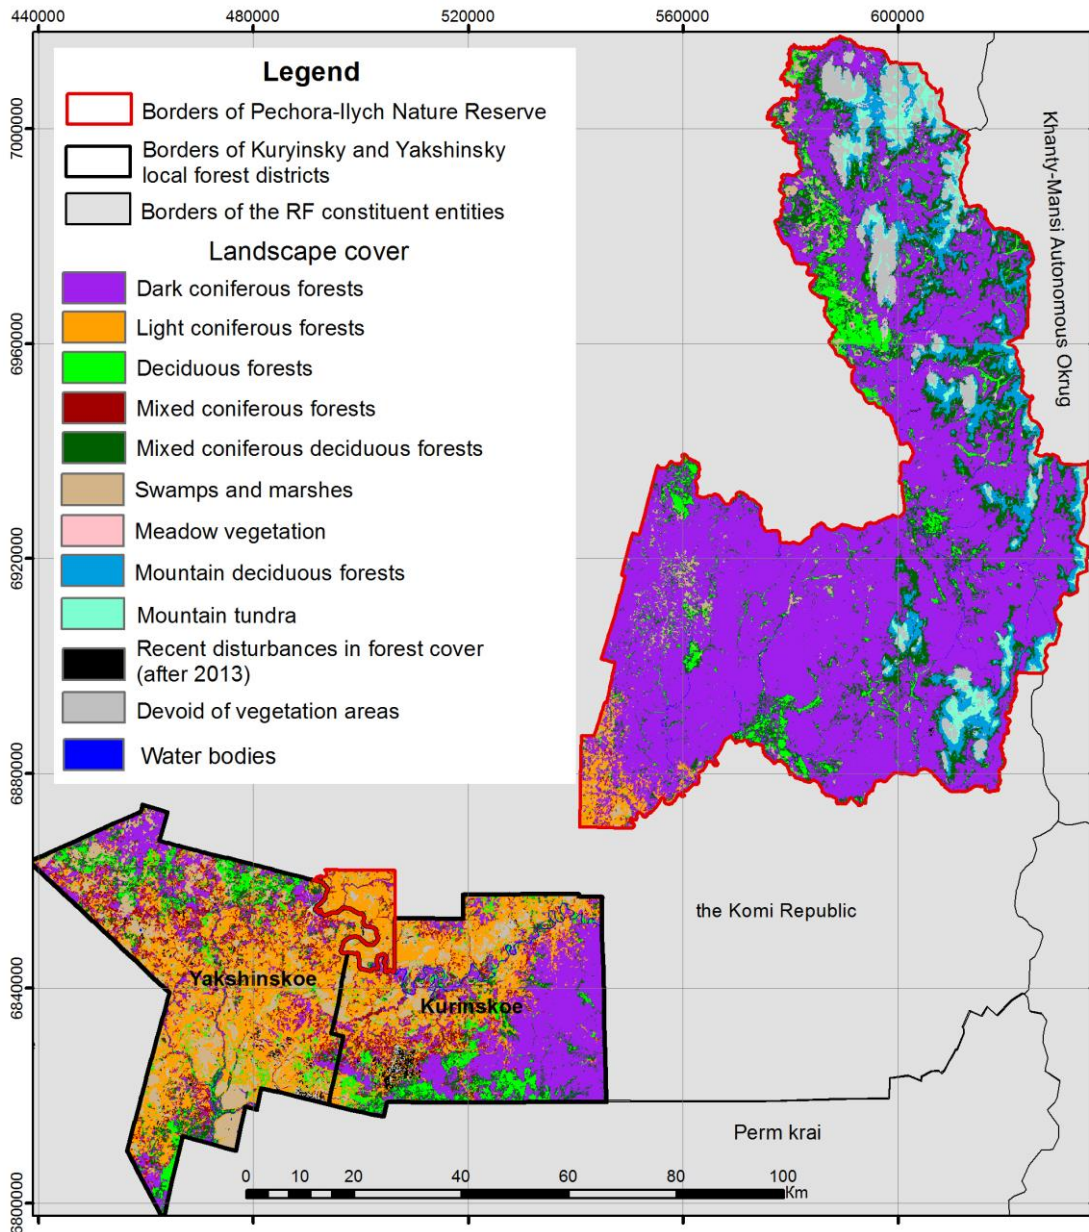 440000 480000 520000 560000 600000
Legend
Borders of Pechora-Ilych Nature Reserve
Borders of Kuryinsky and Yakshinsky
local forest districts
Borders of the RF constituent entities
Landscape cover
Dark coniferous forests
Light coniferous forests
Deciduous forests
Mixed coniferous forests
Mixed coniferous deciduous forests
Swamps and marshes
Meadow vegetation
Mountain deciduous forests
Mountain tundra
Recent disturbances in forest cover
(after 2013)
Devoid of vegetation areas
Water bodies
7000000
6960000
6920000
6880000
6840000
6800000
Khanty-Mansi Autonomous Okrug
the Komi Republic
Yakshinskoe
Kurinskoe
Perm krai
0 10 20 40 60 80 100
Km